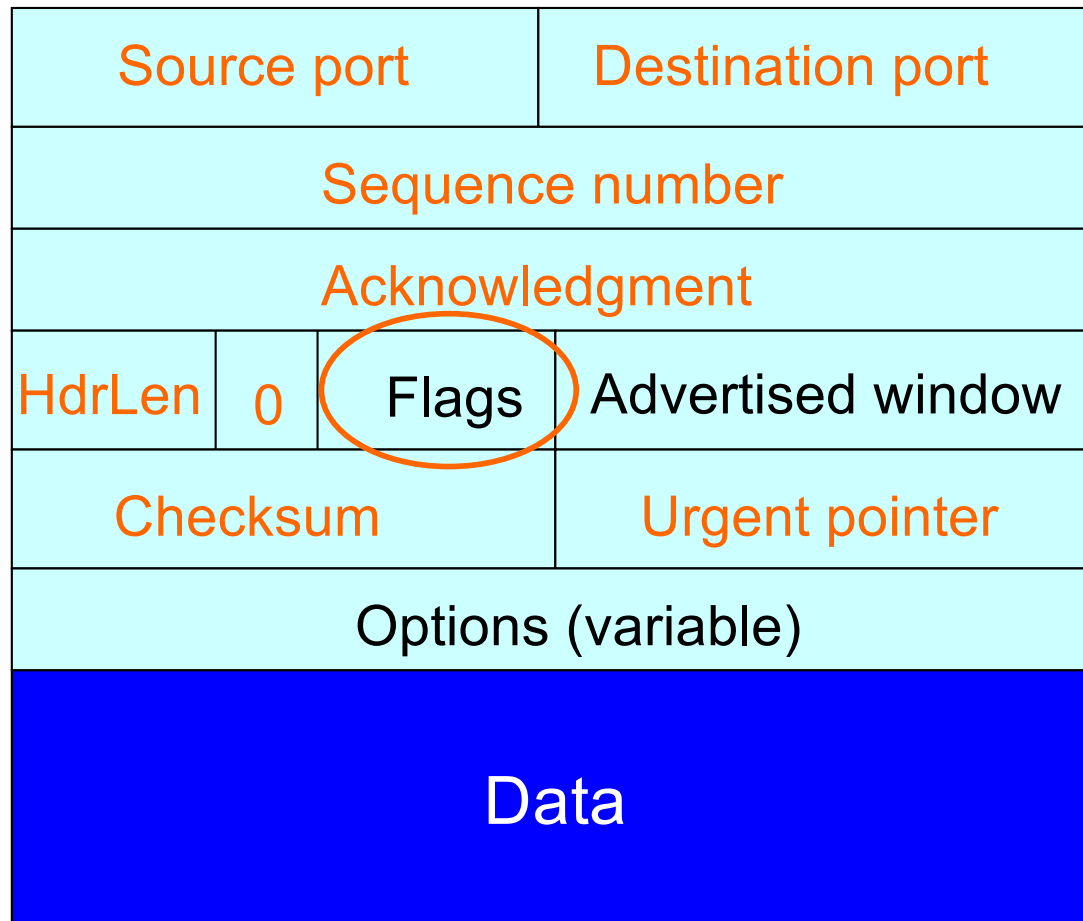 Source port Destination port
Sequence number
Acknowledgment
HdrLen 0 Flags Advertised window
Checksum Urgent pointer
Options (variable)
Data